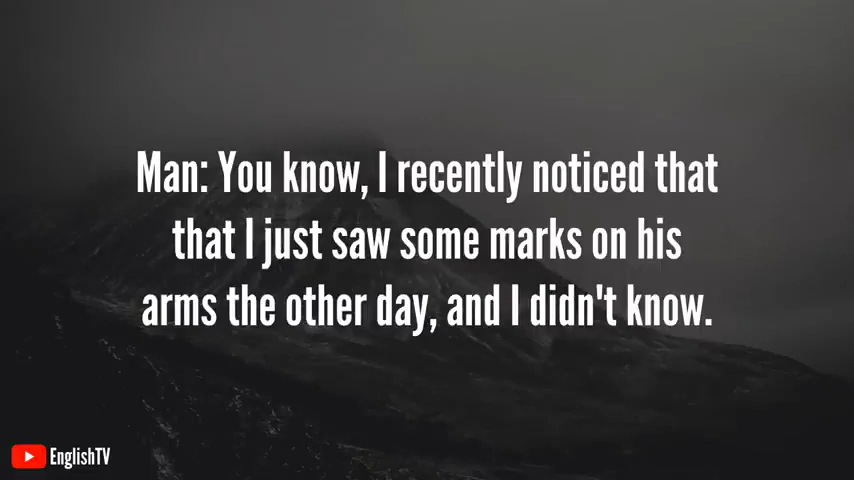 Man: You know, I recently noticed that
that I just saw some marks on his
arms the other day, and I didn't know.
EnglishTV